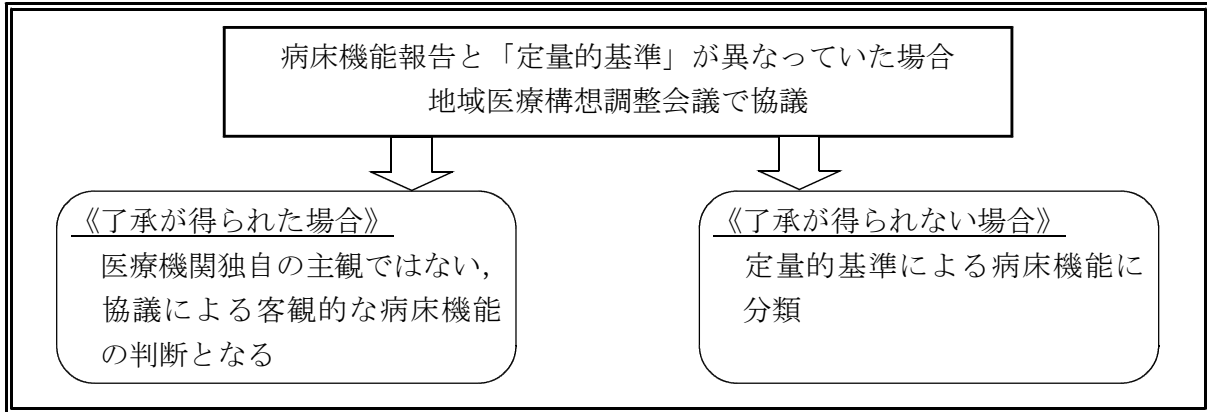 病床機能報告と「定量的基準」が異なっていた場合
地域医療構想調整会議で協議
《了承が得られた場合》
医療機関独自の主観ではない,
協議による客観的な病床機能
の判断となる
《了承が得られない場合》
定量的基準による病床機能に
分類